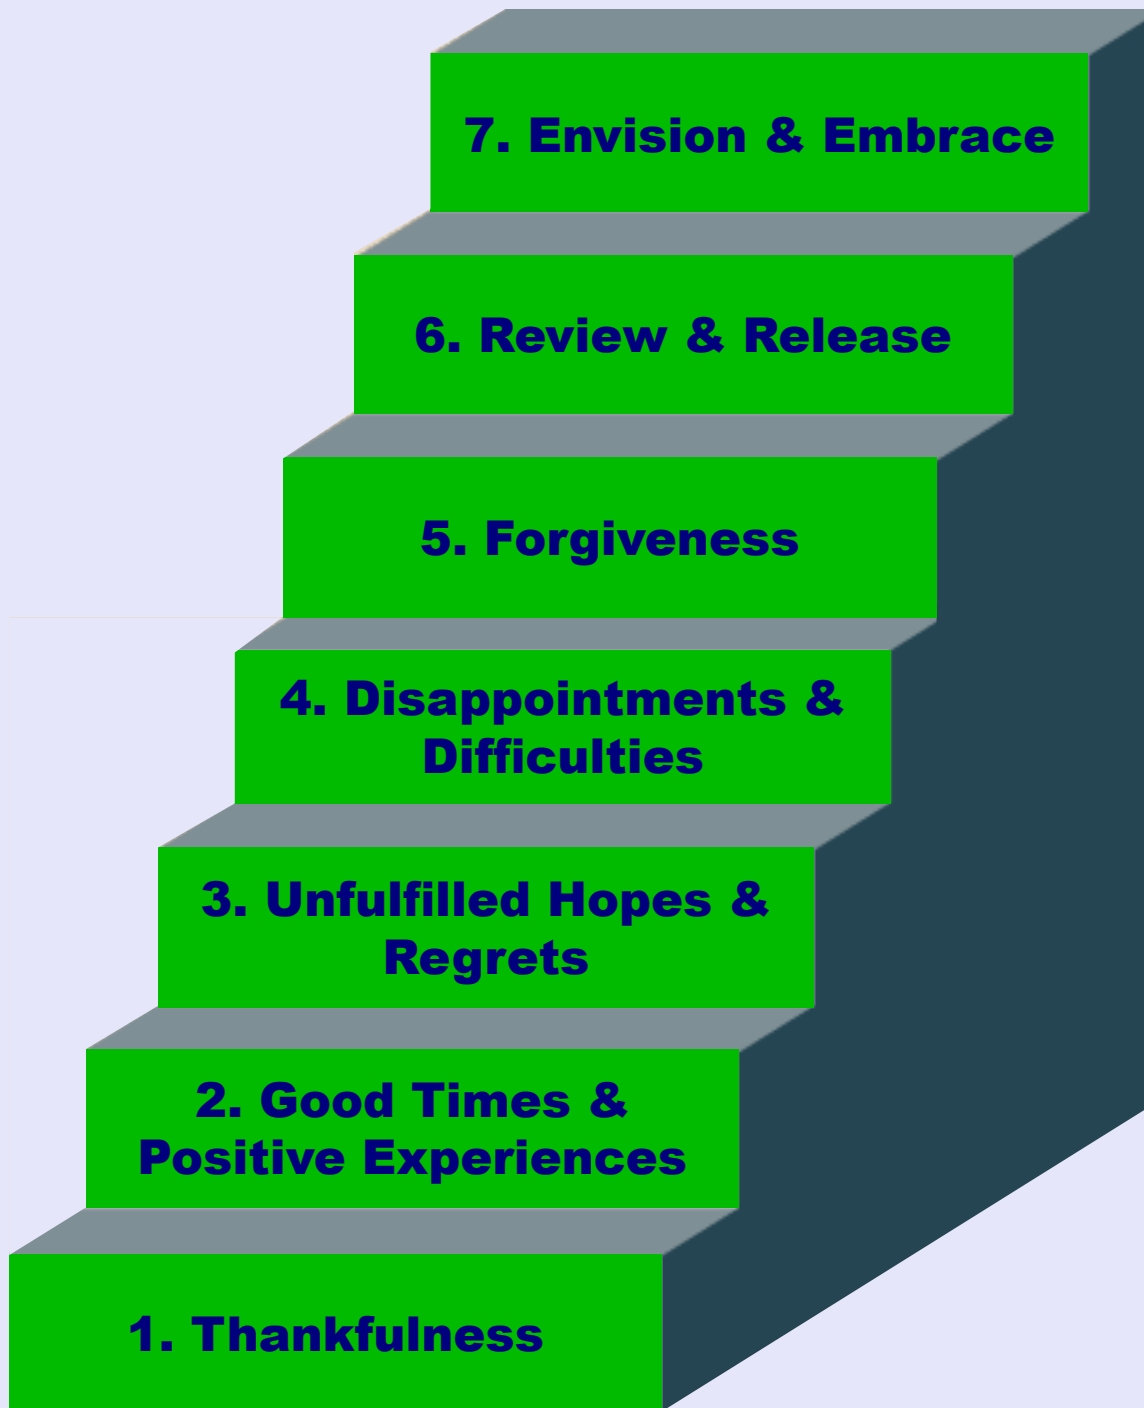 7. Envision & Embrace
6. Review & Release
5. Forgiveness
4. Disappointments &
Difficulties
3. Unfulfilled Hopes &
Regrets
2. Good Times &
Positive Experiences
1. Thankfulness